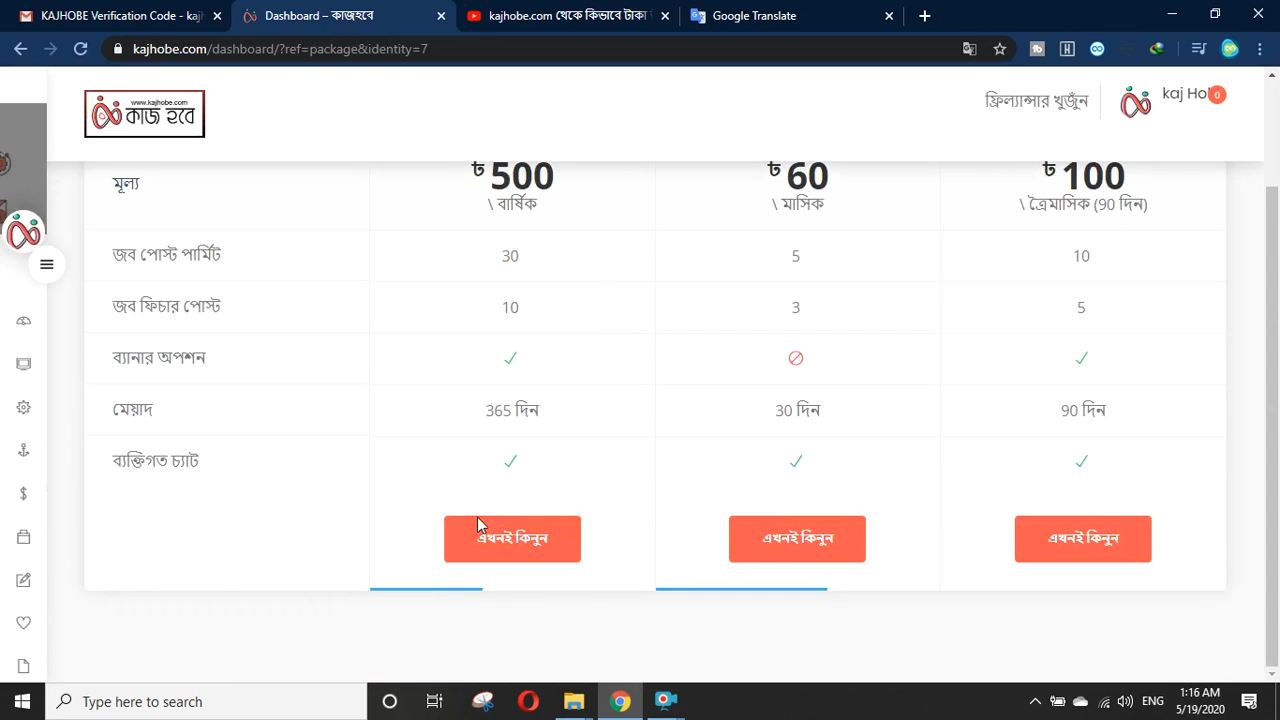 KAJHOBE Verification Code - kaj
Dashboard – কাজহবে
kajhobe.com থেকে কিভাবে টাকা
Google Translate
kajhobe.com/dashboard/?ref=package&identity=7
www.kajhobe.com
কাজ হবে
ফ্রিল্যান্সার খুজুঁন
kaj Ho
0
মূল্য
৳ 500
\ বার্ষিক
৳ 60
\ মাসিক
৳ 100
\ ত্রৈমাসিক (90 দিন)
জব পোস্ট পার্মিট
30
5
10
জব ফিচার পোস্ট
10
3
5
ব্যানার অপশন
মেয়াদ
365 দিন
30 দিন
90 দিন
ব্যক্তিগত চ্যাট
এখনই কিনুন
এখনই কিনুন
এখনই কিনুন
Type here to search
ENG
1:16 AM
5/19/2020